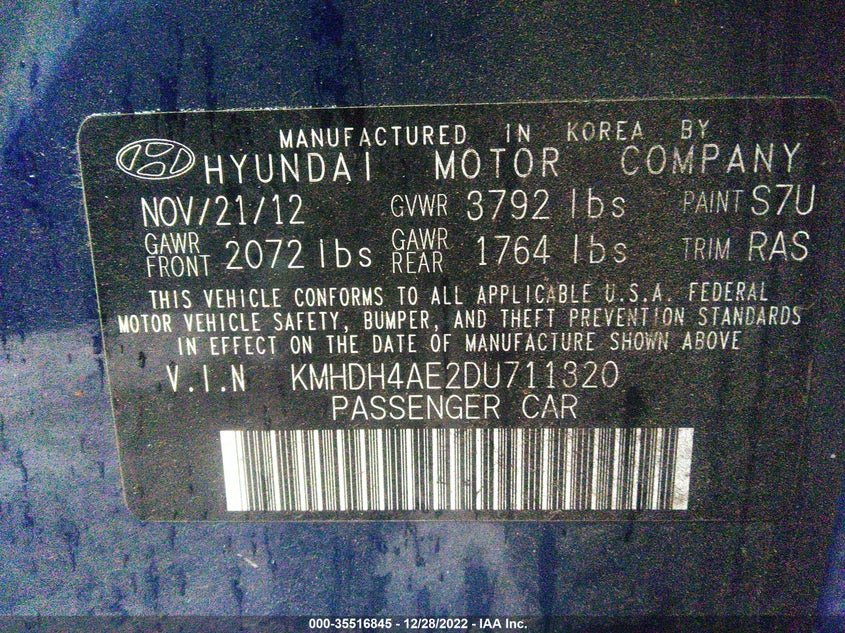 MANUFACTURED IN KOREA BY
HYUNDAI MOTOR COMPANY
NOV/21/12 GVWR 3792 lbs PAINT S7U
GAWR FRONT 2072 lbs GAWR REAR 1764 lbs TRIM RAS
THIS VEHICLE CONFORMS TO ALL APPLICABLE U.S.A. FEDERAL
MOTOR VEHICLE SAFETY, BUMPER, AND THEFT PREVENTION STANDARDS
IN EFFECT ON THE DATE OF MANUFACTURE SHOWN ABOVE
V.I.N KMHDH4AE2DU711320
PASSENGER CAR
000-35516845 - 12/28/2022 - IAA Inc.